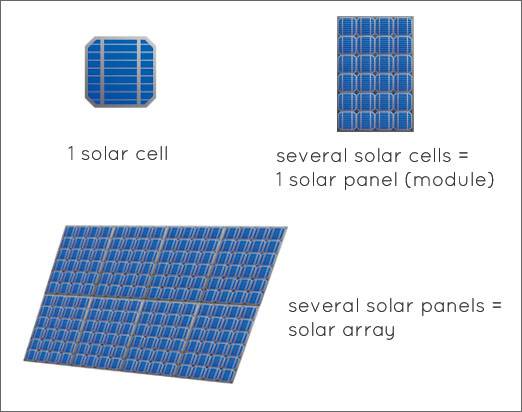 1 solar cell
several solar cells =
1 solar panel (module)
several solar panels =
solar array